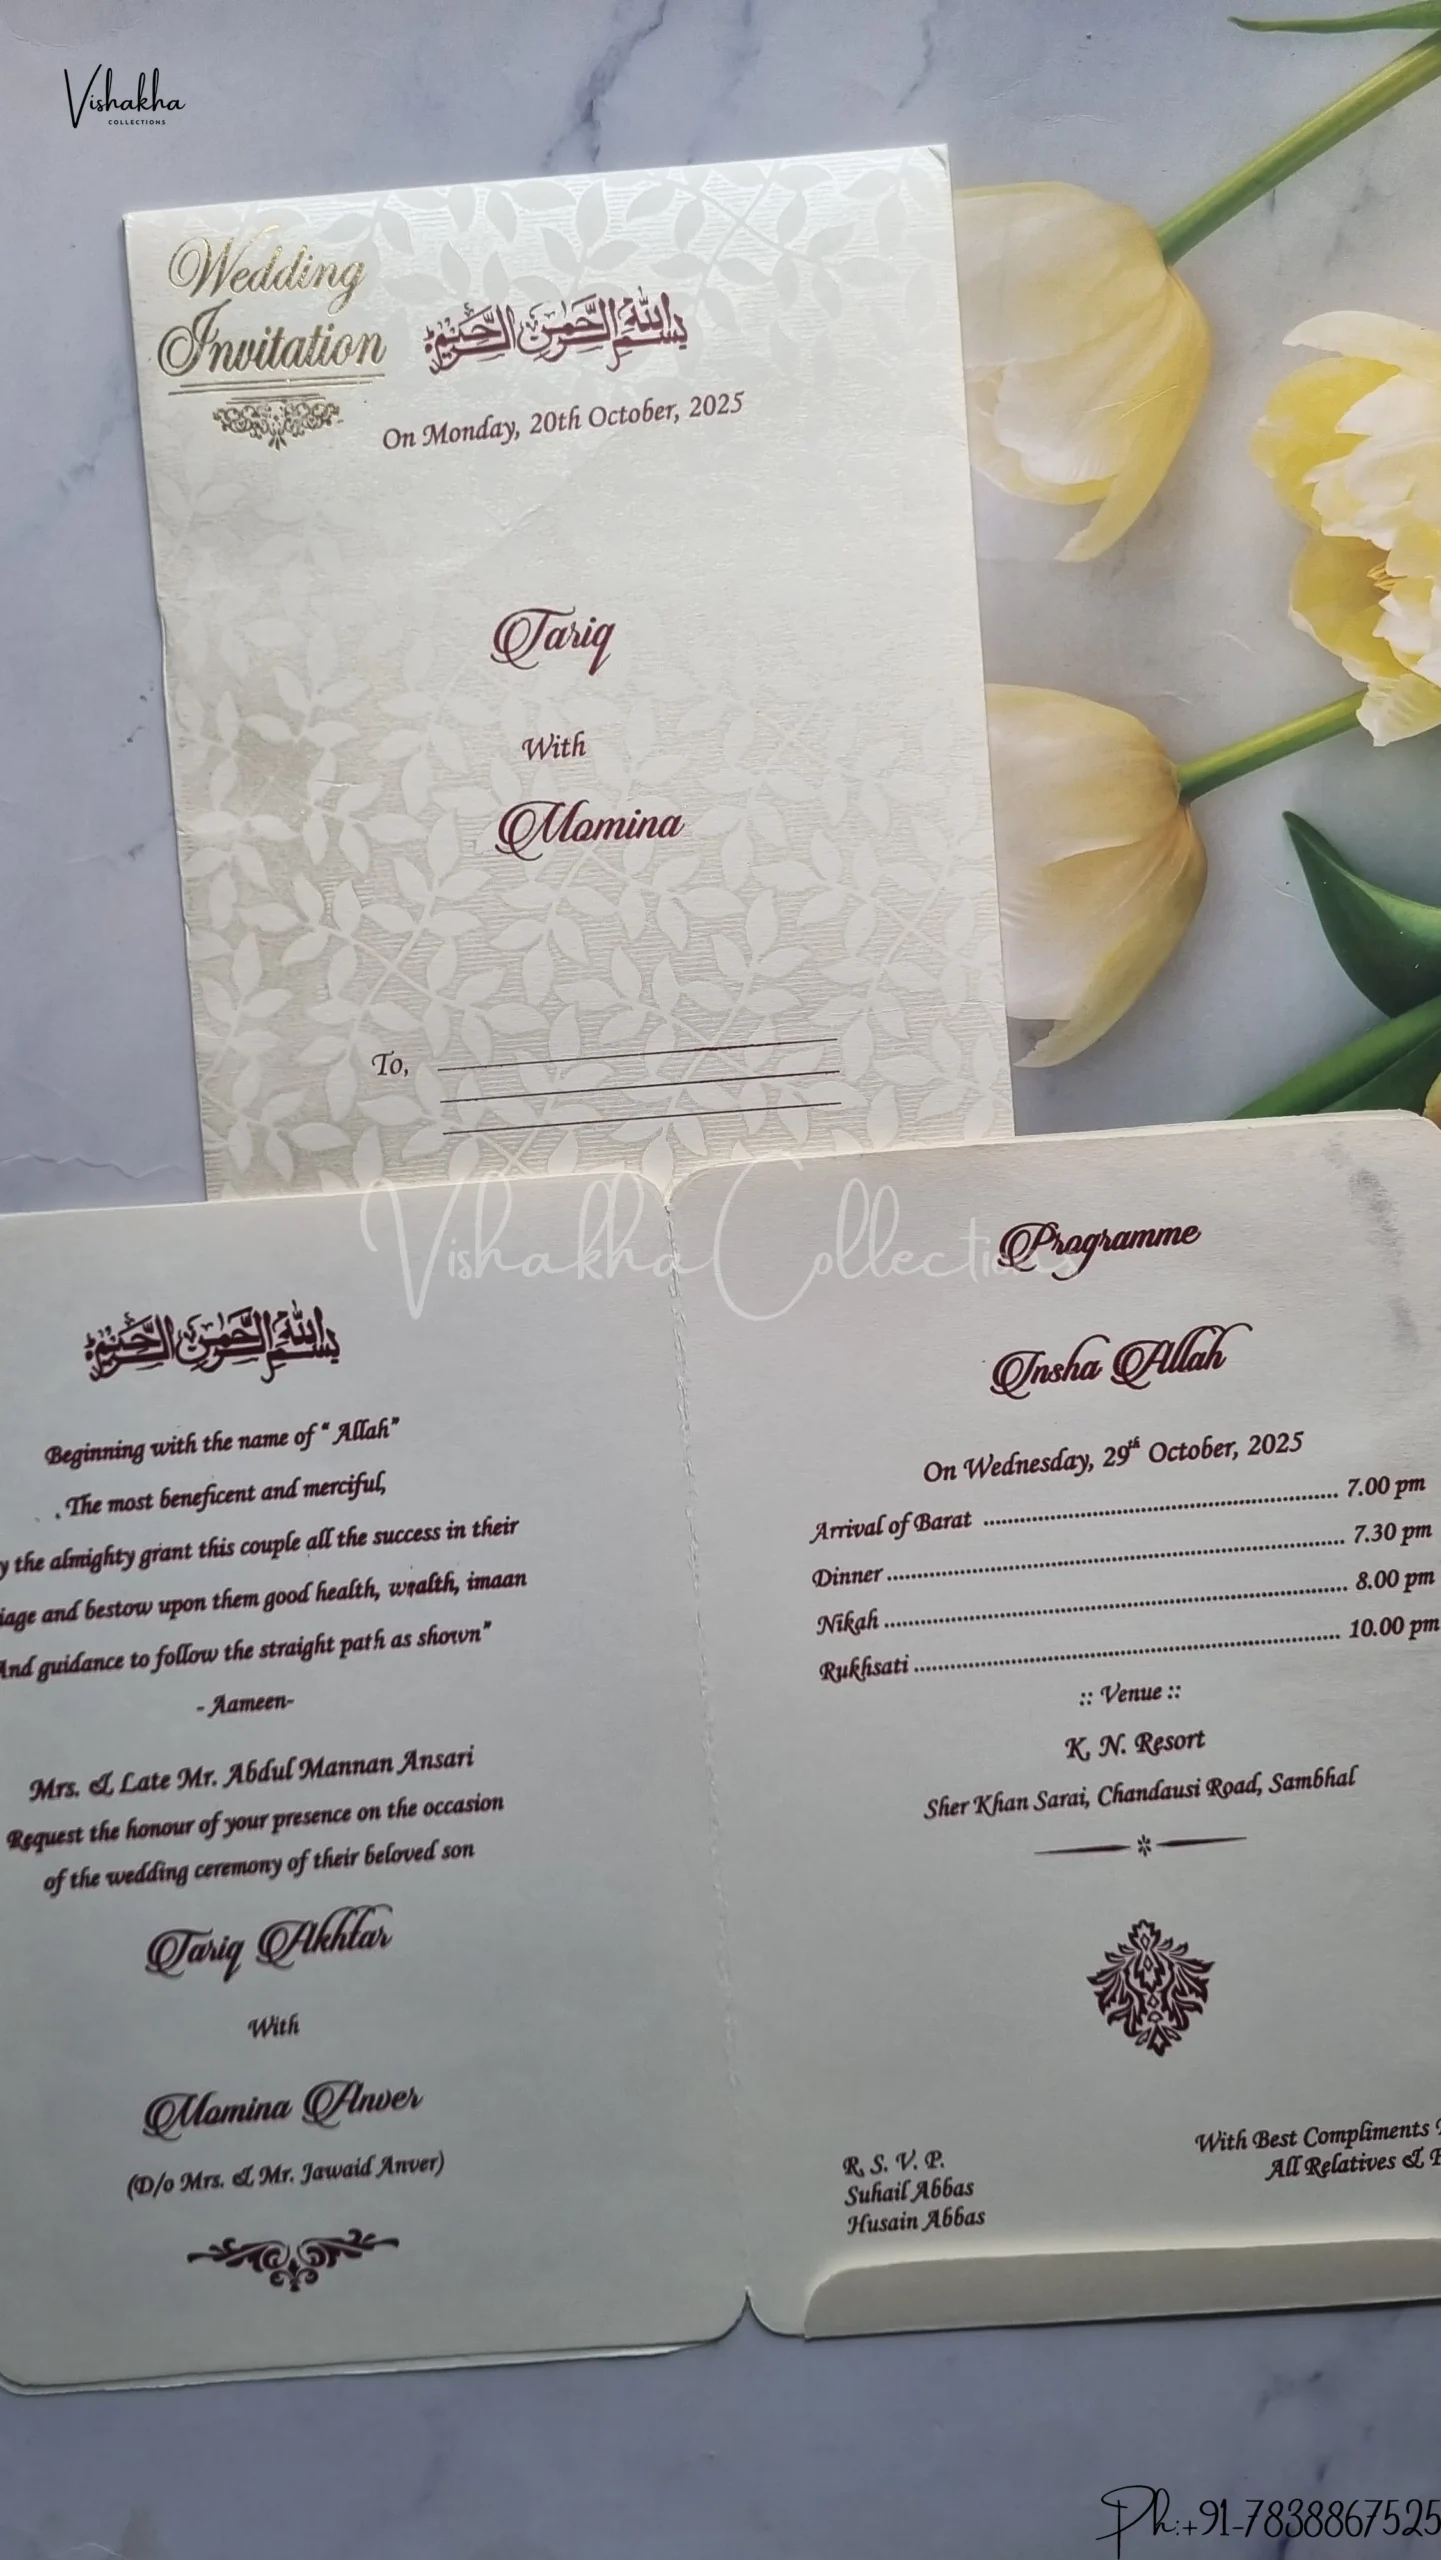 Vishakha
COLLECTIONS
Wedding
Invitation
بسم الله الرحمن الرحيم
On Monday, 20th October, 2025
Tariq
With
Momina
To,
Vishakha Collections
بسم الله الرحمن الرحيم
Beginning with the name of " Allah"
The most beneficent and merciful,
y the almighty grant this couple all the success in their
iage and bestow upon them good health, wealth, imaan
And guidance to follow the straight path as shown"
- Aameen-
Mrs. & Late Mr. Abdul Mannan Ansari
Request the honour of your presence on the occasion
of the wedding ceremony of their beloved son
Tariq Akhtar
With
Momina Anver
(D/o Mrs. & Mr. Jawaid Anver)
Programme
Insha Allah
On Wednesday, 29th October, 2025
Arrival of Barat ........ 7.00 pm
Dinner ........ 7.30 pm
Nikah ........ 8.00 pm
Rukhsati ........ 10.00 pm
:: Venue ::
K. N. Resort
Sher Khan Sarai, Chandausi Road, Sambhal
R. S. V. P.
Suhail Abbas
Husain Abbas
With Best Compliments
All Relatives &
Ph:+91-7838867525